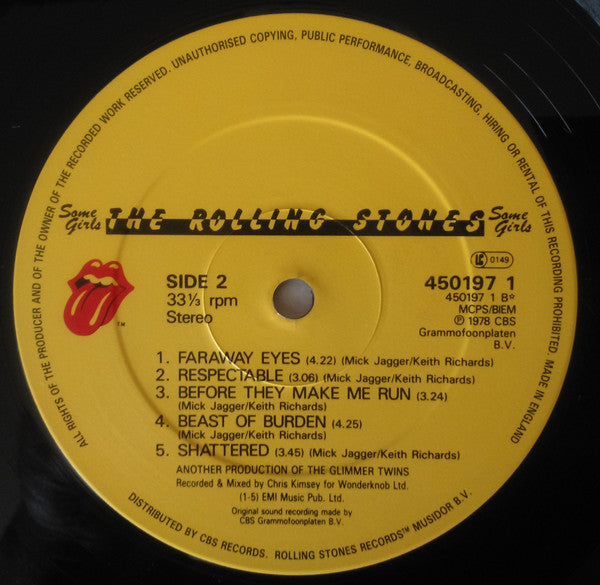 ALL RIGHTS OF THE PRODUCER AND OF THE OWNER OF THE RECORDED WORK RESERVED. UNAUTHORISED COPYING, PUBLIC PERFORMANCE, BROADCASTING, HIRING OR RENTAL OF THIS RECORDING PROHIBITED. MADE IN ENGLAND
Some Girls THE ROLLING STONES Some Girls
LC 0149
SIDE 2
33⅓ rpm
Stereo
TM
450197 1
450197 1 B☆
MCPS/BIEM
℗ 1978 CBS
Grammofoonplaten
B.V.
1. FARAWAY EYES (4.22) (Mick Jagger/Keith Richards)
2. RESPECTABLE (3.06) (Mick Jagger/Keith Richards)
3. BEFORE THEY MAKE ME RUN (3.24)
(Mick Jagger/Keith Richards)
4. BEAST OF BURDEN (4.25)
(Mick Jagger/Keith Richards)
5. SHATTERED (3.45) (Mick Jagger/Keith Richards)
ANOTHER PRODUCTION OF THE GLIMMER TWINS
Recorded & Mixed by Chris Kimsey for Wonderknob Ltd.
(1-5) EMI Music Pub. Ltd.
Original sound recording made by
CBS Grammofoonplaten B.V.
DISTRIBUTED BY CBS RECORDS. ROLLING STONES RECORDS™ MUSIDOR B.V.